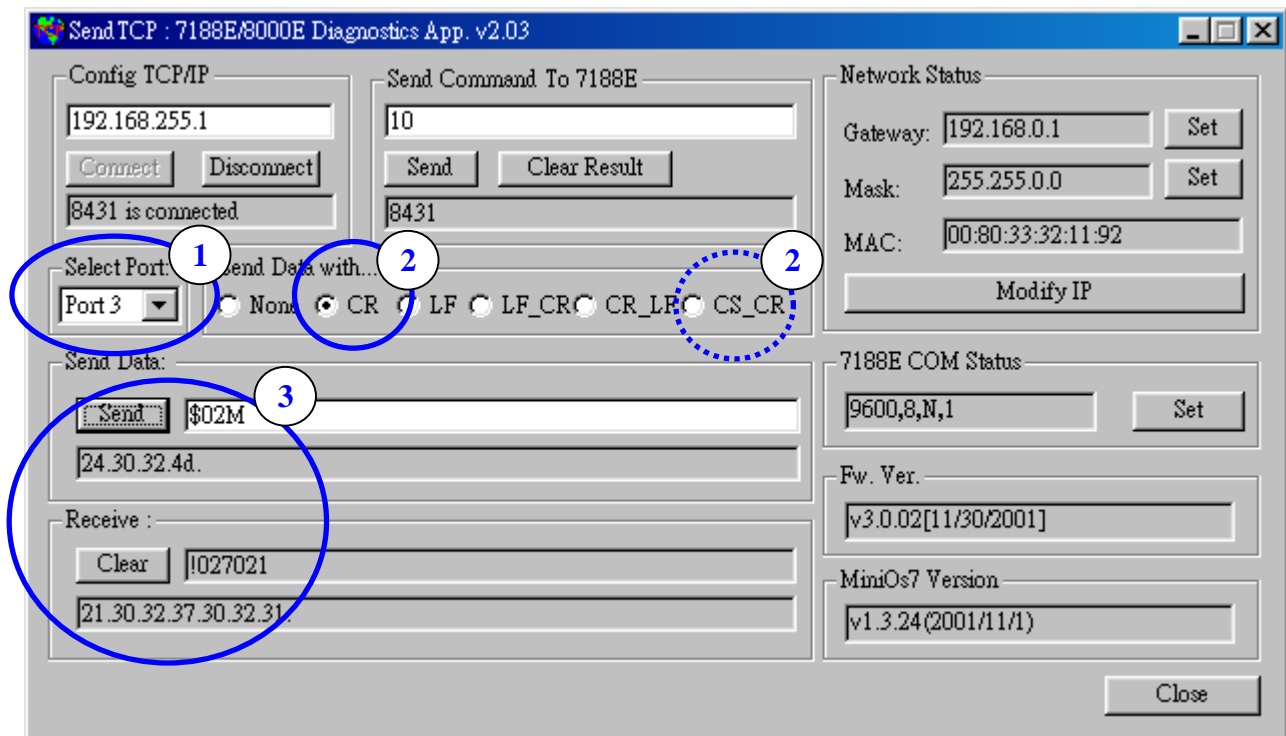 SendTCP : 7188E/8000E Diagnostics App. v2.03
Config TCP/IP
192.168.255.1
Connect Disconnect
8431 is connected
Send Command To 7188E
10
Send Clear Result
8431
Network Status
Gateway: 192.168.0.1 Set
Mask: 255.255.0.0 Set
MAC: 00:80:33:32:11:92
Modify IP
1
Select Port:
Port 3
2
2
Send Data with...
None CR LF LF_CR CR_LF CS_CR
Send Data:
3
Send $02M
24.30.32.4d.
Receive :
Clear !027021
21.30.32.37.30.32.31.
7188E COM Status
9600,8,N,1 Set
Fw. Ver.
v3.0.02[11/30/2001]
MiniOs7 Version
v1.3.24(2001/11/1)
Close